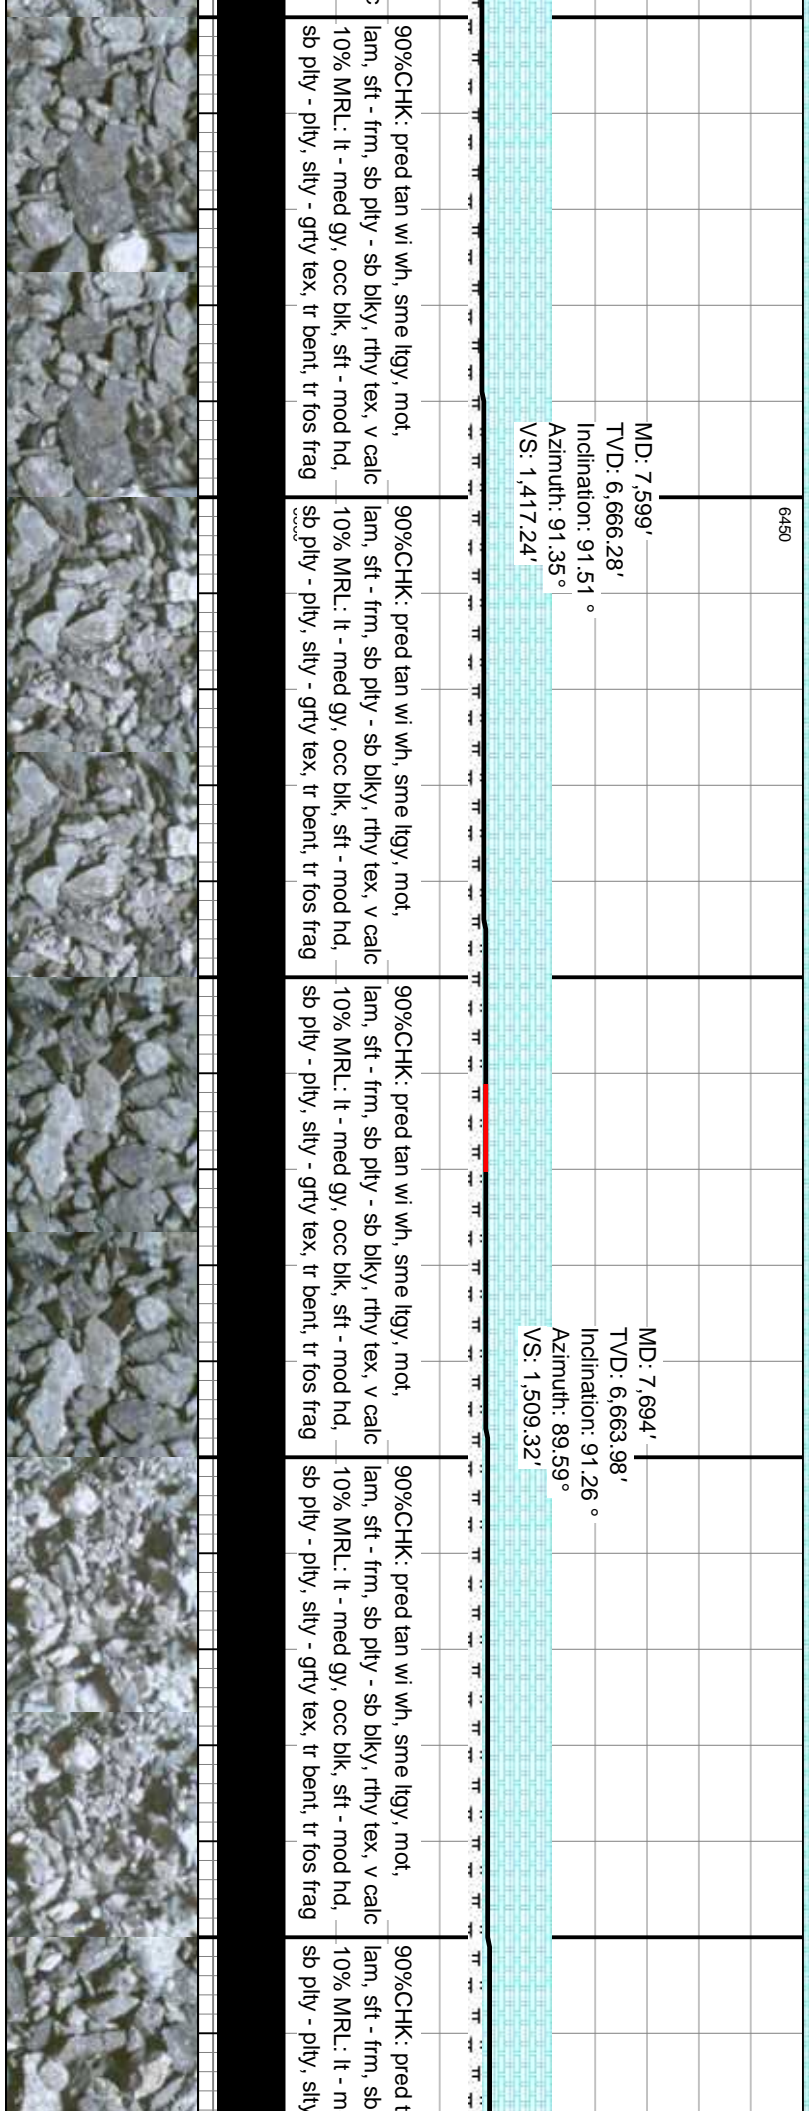 c
90%CHK: pred tan wi wh, sme ltgy, mot,
lam, sft - frm, sb plty - sb blky, rthy tex, v calc
10% MRL: lt - med gy, occ blk, sft - mod hd,
sb plty - plty, slty - grty tex, tr bent, tr fos frag
6450
MD: 7,599'
TVD: 6,666.28'
Inclination: 91.51 °
Azimuth: 91.35°
VS: 1,417.24'
90%CHK: pred tan wi wh, sme ltgy, mot,
lam, sft - frm, sb plty - sb blky, rthy tex, v calc
10% MRL: lt - med gy, occ blk, sft - mod hd,
sb plty - plty, slty - grty tex, tr bent, tr fos frag
90%CHK: pred tan wi wh, sme ltgy, mot,
lam, sft - frm, sb plty - sb blky, rthy tex, v calc
10% MRL: lt - med gy, occ blk, sft - mod hd,
sb plty - plty, slty - grty tex, tr bent, tr fos frag
MD: 7,694'
TVD: 6,663.98'
Inclination: 91.26 °
Azimuth: 89.59°
VS: 1,509.32'
90%CHK: pred tan wi wh, sme ltgy, mot,
lam, sft - frm, sb plty - sb blky, rthy tex, v calc
10% MRL: lt - med gy, occ blk, sft - mod hd,
sb plty - plty, slty - grty tex, tr bent, tr fos frag
90%CHK: pred t
lam, sft - frm, sb
10% MRL: lt - m
sb plty - plty, slty